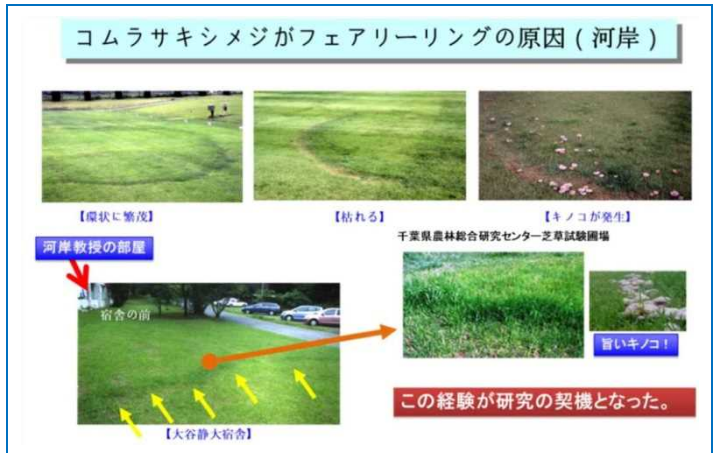 コムラサキシメジがフェアリーリングの原因(河岸)
【環状に繁茂】
【枯れる】
【キノコが発生】
千葉県農林総合研究センター芝草試験圃場
河岸教授の部屋
宿舎の前
旨いキノコ!
この経験が研究の契機となった。
【大谷静大宿舎】